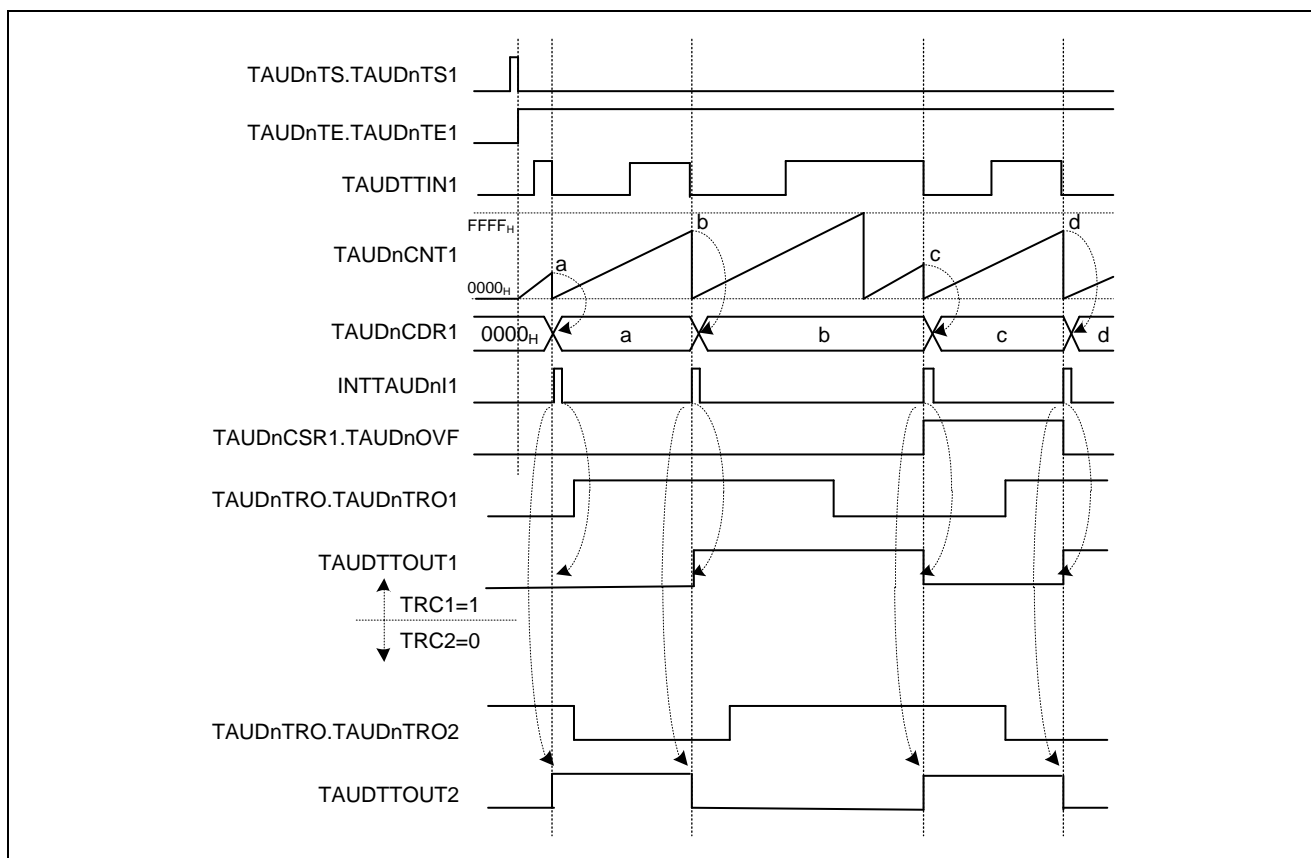 TAUDnTS.TAUDnTS1
TAUDnTE.TAUDnTE1
TAUDTTIN1
FFFFH
TAUDnCNT1
0000H
a
b
c
d
TAUDnCDR1
0000H a b c d
INTTAUDnI1
TAUDnCSR1.TAUDnOVF
TAUDnTRO.TAUDnTRO1
TAUDTTOUT1
TRC1=1
TRC2=0
TAUDnTRO.TAUDnTRO2
TAUDTTOUT2